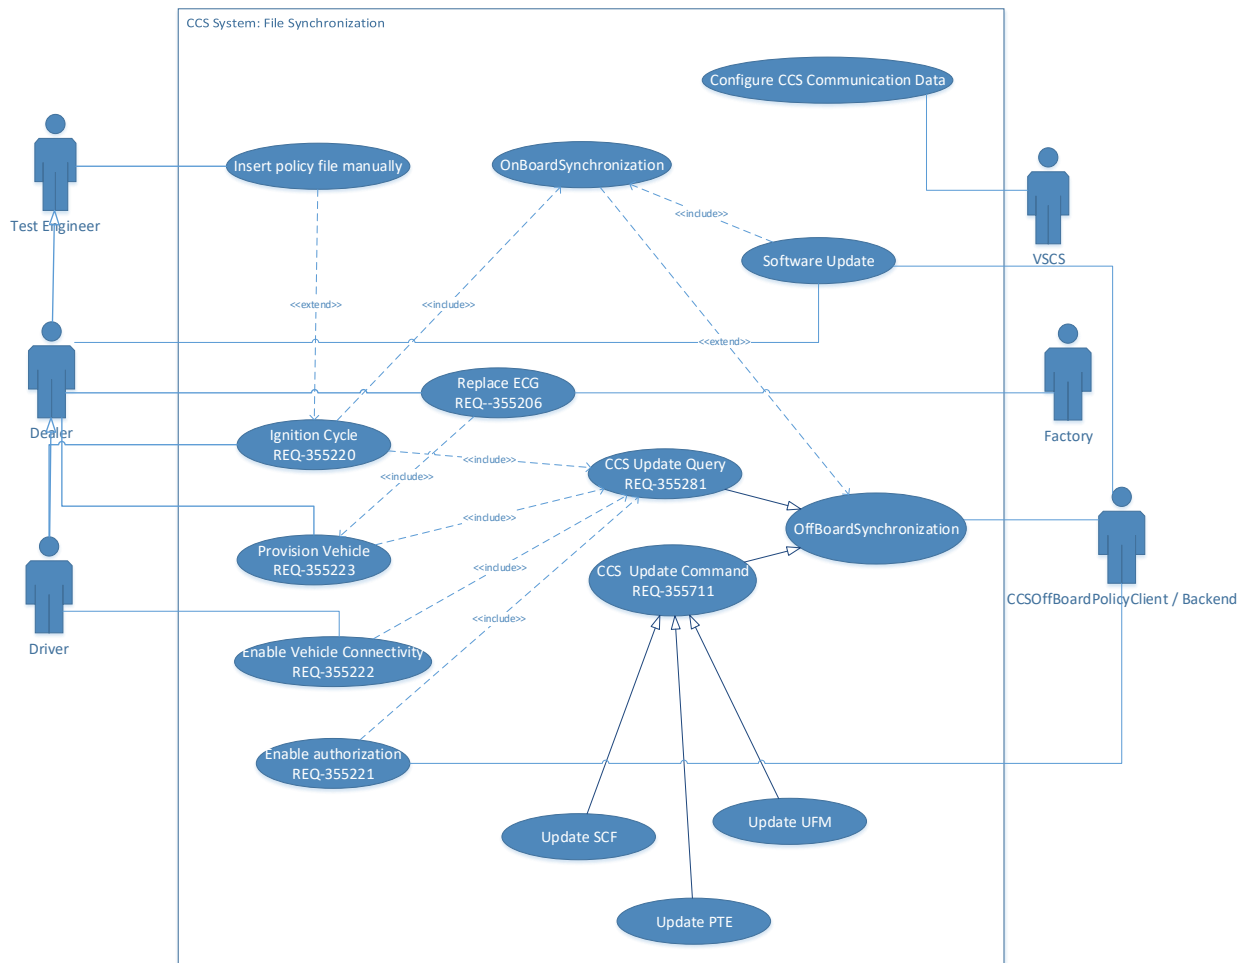 CCS System: File Synchronization
Configure CCS Communication Data
Insert policy file manually
OnBoardSynchronization
Test Engineer
<<include>>
Software Update
VSCS
<<extend>>
<<include>>
<<extend>>
Replace ECG
REQ--355206
Dealer
Factory
Ignition Cycle
REQ-355220
<<include>>
CCS Update Query
REQ-355281
<<include>>
<<include>>
OffBoardSynchronization
Provision Vehicle
REQ-355223
<<include>>
CCS  Update Command
REQ-355711
CCSOffBoardPolicyClient / Backend
<<include>>
Driver
Enable Vehicle Connectivity
REQ-355222
Enable authorization
REQ-355221
Update SCF
Update UFM
Update PTE